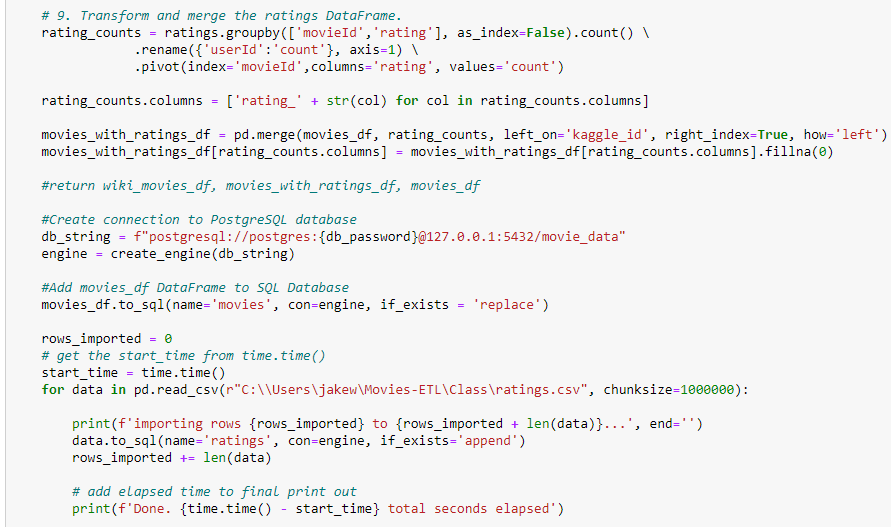 # 9. Transform and merge the ratings DataFrame.
rating_counts = ratings.groupby(['movieId','rating'], as_index=False).count() \
.rename({'userId':'count'}, axis=1) \
.pivot(index='movieId',columns='rating', values='count')
rating_counts.columns = ['rating_' + str(col) for col in rating_counts.columns]
movies_with_ratings_df = pd.merge(movies_df, rating_counts, left_on='kaggle_id', right_index=True, how='left')
movies_with_ratings_df[rating_counts.columns] = movies_with_ratings_df[rating_counts.columns].fillna(0)
#return wiki_movies_df, movies_with_ratings_df, movies_df
#Create connection to PostgreSQL database
db_string = f"postgresql://postgres:{db_password}@127.0.0.1:5432/movie_data"
engine = create_engine(db_string)
#Add movies_df DataFrame to SQL Database
movies_df.to_sql(name='movies', con=engine, if_exists = 'replace')
rows_imported = 0
# get the start_time from time.time()
start_time = time.time()
for data in pd.read_csv(r"C:\\Users\jakew\Movies-ETL\Class\ratings.csv", chunksize=1000000):
print(f'importing rows {rows_imported} to {rows_imported + len(data)}...', end='')
data.to_sql(name='ratings', con=engine, if_exists='append')
rows_imported += len(data)
# add elapsed time to final print out
print(f'Done. {time.time() - start_time} total seconds elapsed')